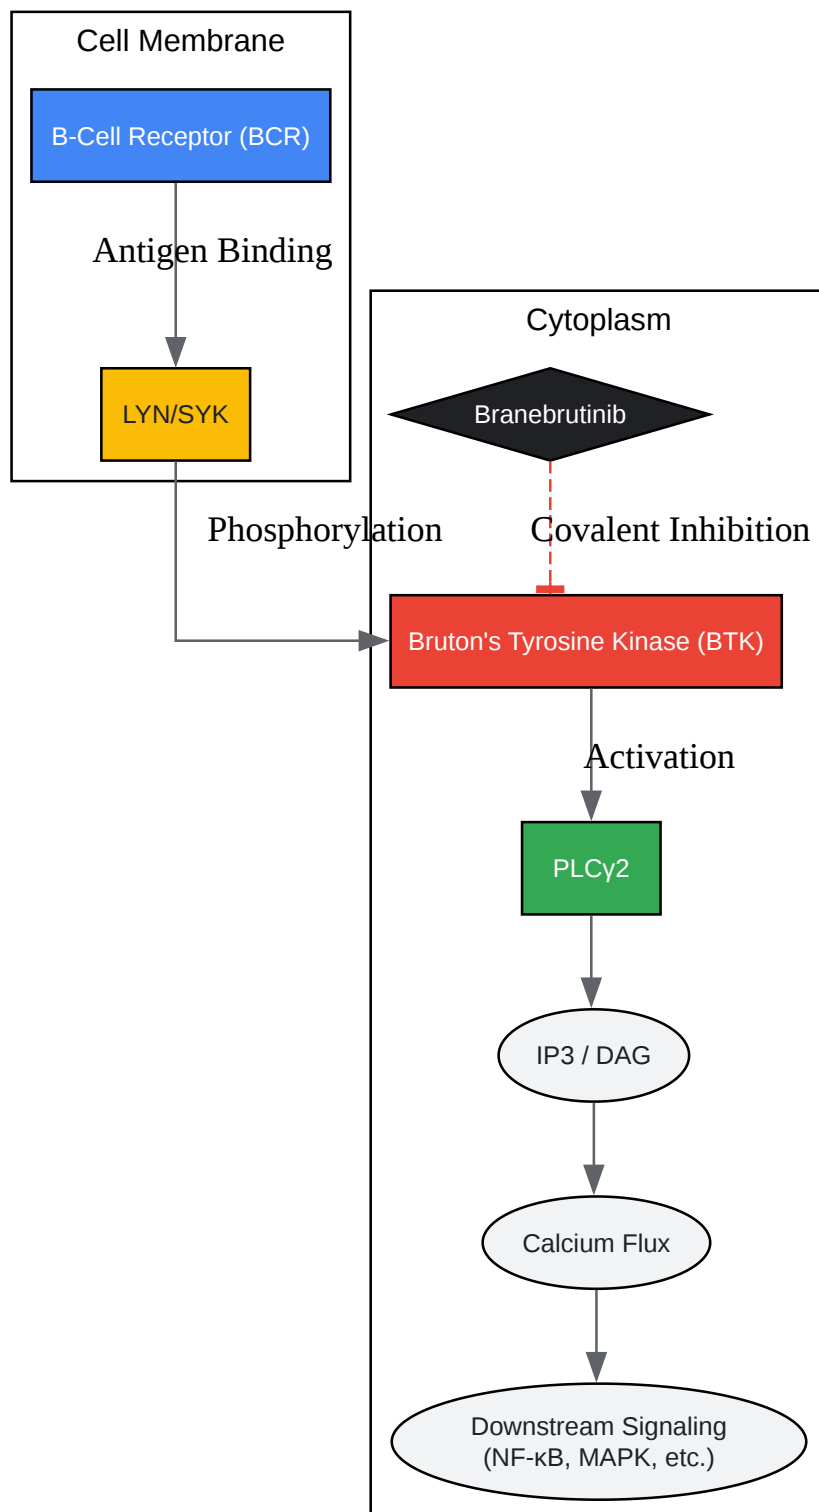 Cell Membrane
B-Cell Receptor (BCR)
Antigen Binding
LYN/SYK
Phosphorylation
Cytoplasm
Branebrutinib
Covalent Inhibition
Bruton's Tyrosine Kinase (BTK)
Activation
PLCγ2
IP3 / DAG
Calcium Flux
Downstream Signaling
(NF-κB, MAPK, etc.)